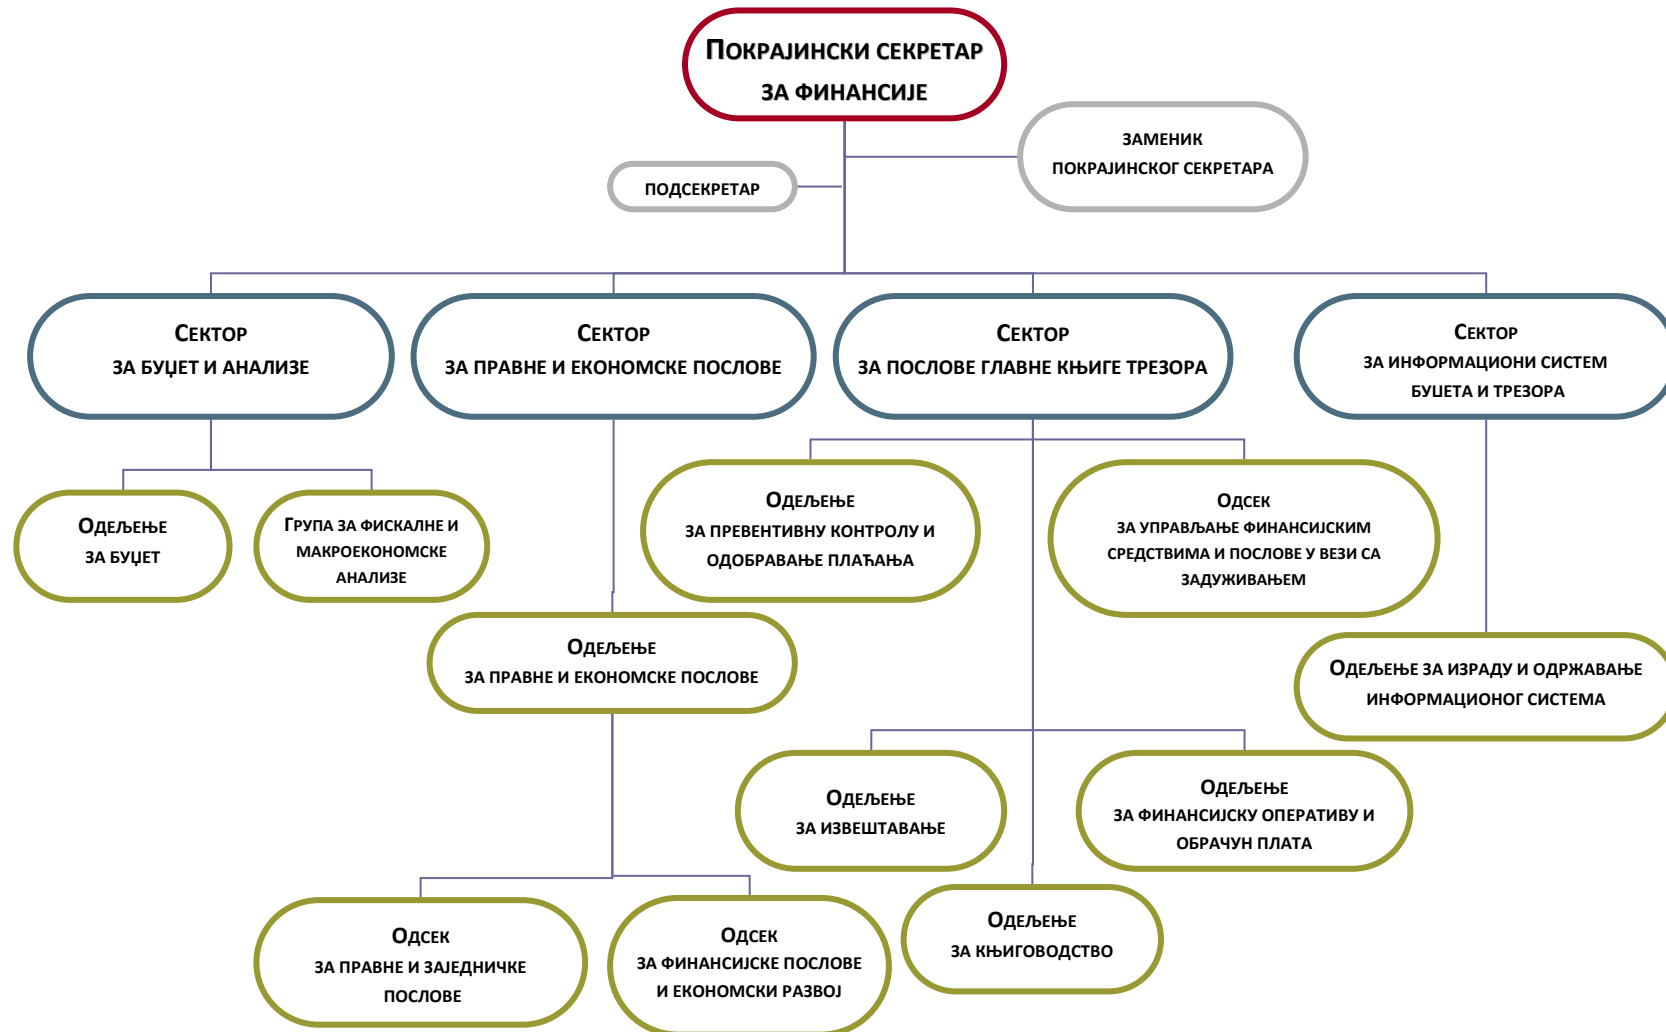 ПОКРАЈИНСКИ СЕКРЕТАР
ЗА ФИНАНСИЈЕ
ЗАМЕНИК
ПОКРАЈИНСКОГ СЕКРЕТАРА
ПОДСЕКРЕТАР
СЕКТОР
ЗА БУЏЕТ И АНАЛИЗЕ
СЕКТОР
ЗА ПРАВНЕ И ЕКОНОМСКЕ ПОСЛОВЕ
СЕКТОР
ЗА ПОСЛОВЕ ГЛАВНЕ КЊИГЕ ТРЕЗОРА
СЕКТОР
ЗА ИНФОРМАЦИОНИ СИСТЕМ
БУЏЕТА И ТРЕЗОРА
ОДЕЉЕЊЕ
ЗА БУЏЕТ
ГРУПА ЗА ФИСКАЛНЕ И
МАКРОЕКОНОМСКЕ
АНАЛИЗЕ
ОДЕЉЕЊЕ
ЗА ПРЕВЕНТИВНУ КОНТРОЛУ И
ОДОБРАВАЊЕ ПЛАЋАЊА
ОДСЕК
ЗА УПРАВЉАЊЕ ФИНАНСИЈСКИМ
СРЕДСТВИМА И ПОСЛОВЕ У ВЕЗИ СА
ЗАДУЖИВАЊЕМ
ОДЕЉЕЊЕ
ЗА ПРАВНЕ И ЕКОНОМСКЕ ПОСЛОВЕ
ОДЕЉЕЊЕ ЗА ИЗРАДУ И ОДРЖАВАЊЕ
ИНФОРМАЦИОНОГ СИСТЕМА
ОДЕЉЕЊЕ
ЗА ИЗВЕШТАВАЊЕ
ОДЕЉЕЊЕ
ЗА ФИНАНСИЈСКУ ОПЕРАТИВУ И
ОБРАЧУН ПЛАТА
ОДСЕК
ЗА ПРАВНЕ И ЗАЈЕДНИЧКЕ
ПОСЛОВЕ
ОДСЕК
ЗА ФИНАНСИЈСКЕ ПОСЛОВЕ
И ЕКОНОМСКИ РАЗВОЈ
ОДЕЉЕЊЕ
ЗА КЊИГОВОДСТВО